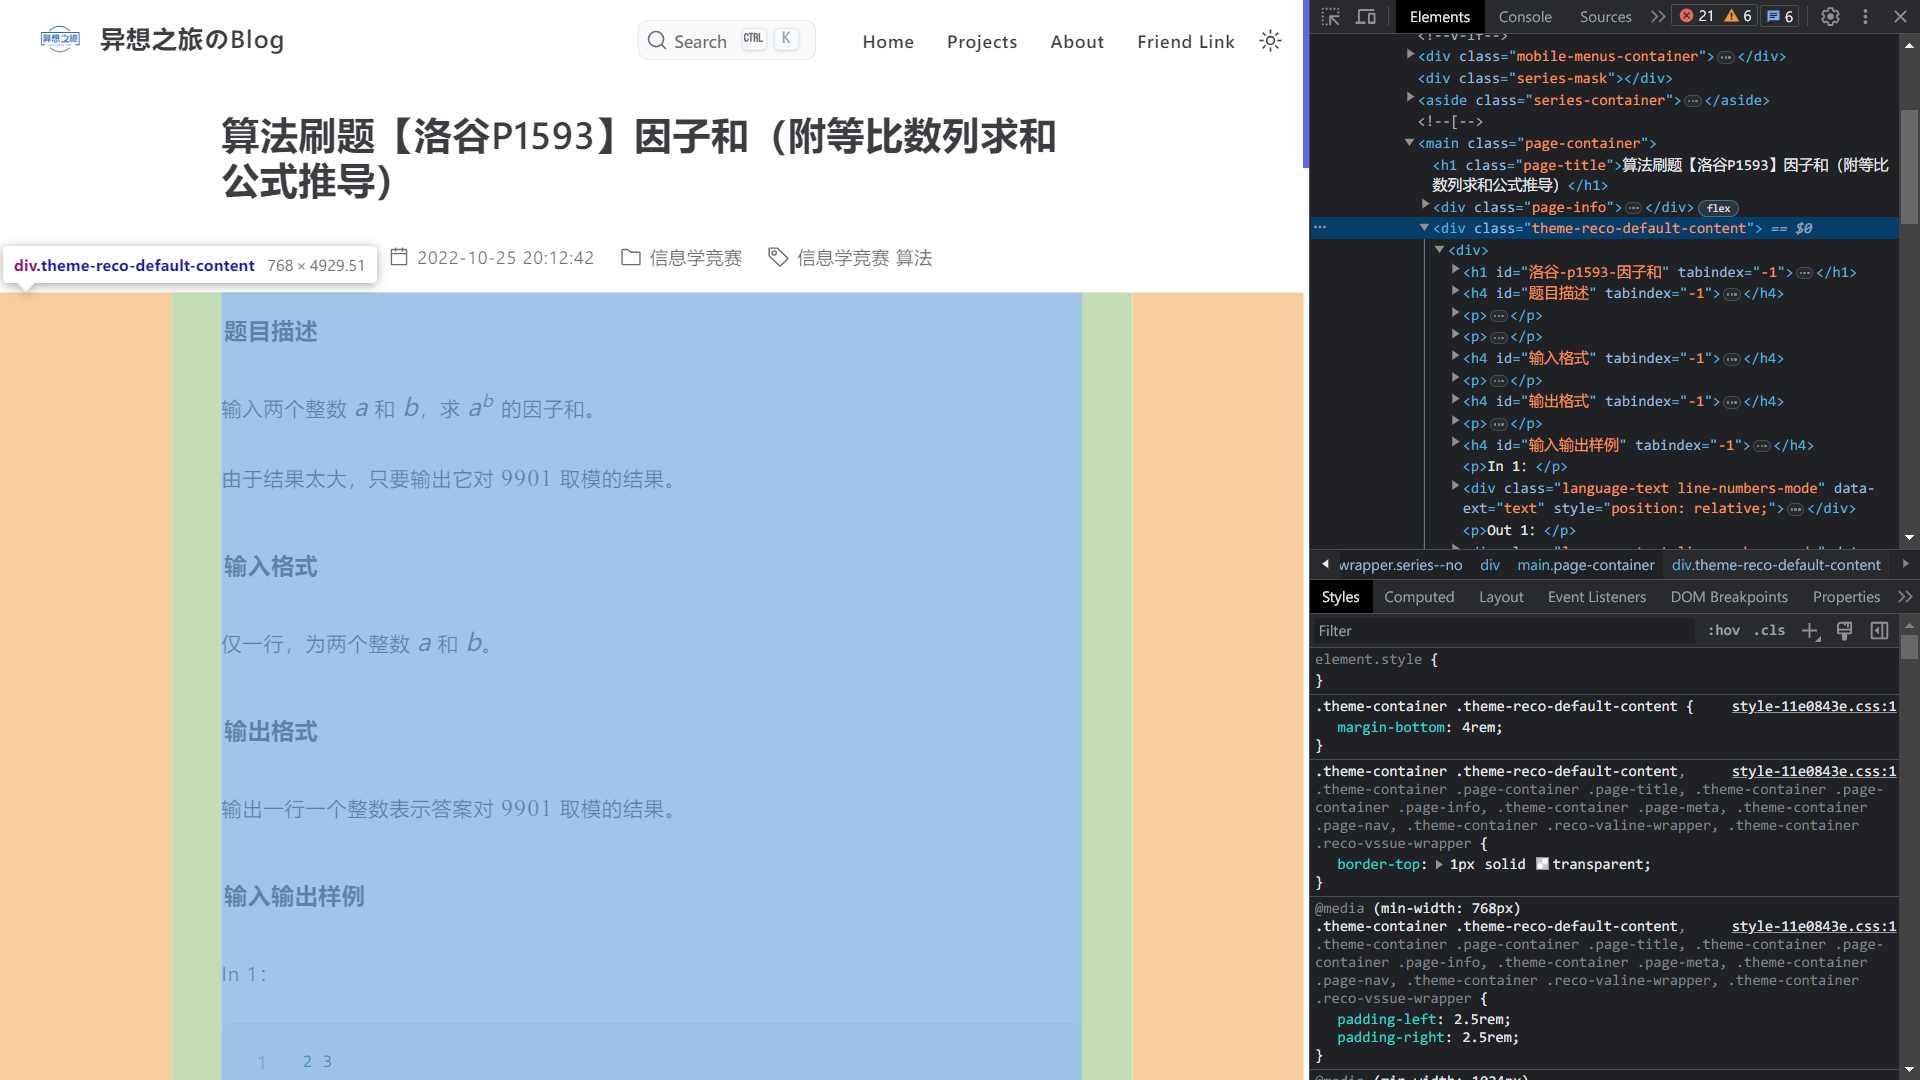 异想之旅
异想之旅のBlog
Search CTRL K
Home Projects About Friend Link
算法刷题【洛谷P1593】因子和（附等比数列求和
公式推导）
div.theme-reco-default-content 768 × 4929.51
2022-10-25 20:12:42 信息学竞赛 信息学竞赛 算法
题目描述
输入两个整数 a 和 b，求 a^b 的因子和。
由于结果太大，只要输出它对 9901 取模的结果。
输入格式
仅一行，为两个整数 a 和 b。
输出格式
输出一行一个整数表示答案对 9901 取模的结果。
输入输出样例
In 1：
1 2 3
Elements Console Sources 21 6 6
<!--v-if-->
<div class="mobile-menus-container">…</div>
<div class="series-mask"></div>
<aside class="series-container">…</aside>
<!--[-->
<main class="page-container">
<h1 class="page-title">算法刷题【洛谷P1593】因子和（附等比
数列求和公式推导）</h1>
<div class="page-info">…</div> flex
… <div class="theme-reco-default-content"> == $0
<div>
<h1 id="洛谷-p1593-因子和" tabindex="-1">…</h1>
<h4 id="题目描述" tabindex="-1">…</h4>
<p>…</p>
<p>…</p>
<h4 id="输入格式" tabindex="-1">…</h4>
<p>…</p>
<h4 id="输出格式" tabindex="-1">…</h4>
<p>…</p>
<h4 id="输入输出样例" tabindex="-1">…</h4>
<p>In 1：</p>
<div class="language-text line-numbers-mode" data-
ext="text" style="position: relative;">…</div>
<p>Out 1：</p>
wrapper.series--no div main.page-container div.theme-reco-default-content
Styles Computed Layout Event Listeners DOM Breakpoints Properties
Filter :hov .cls
element.style {
}
.theme-container .theme-reco-default-content { style-11e0843e.css:1
margin-bottom: 4rem;
}
.theme-container .theme-reco-default-content, style-11e0843e.css:1
.theme-container .page-container .page-title, .theme-container .page-
container .page-info, .theme-container .page-meta, .theme-container
.page-nav, .theme-container .reco-valine-wrapper, .theme-container
.reco-vssue-wrapper {
border-top: 1px solid transparent;
}
@media (min-width: 768px)
.theme-container .theme-reco-default-content, style-11e0843e.css:1
.theme-container .page-container .page-title, .theme-container .page-
container .page-info, .theme-container .page-meta, .theme-container
.page-nav, .theme-container .reco-valine-wrapper, .theme-container
.reco-vssue-wrapper {
padding-left: 2.5rem;
padding-right: 2.5rem;
}